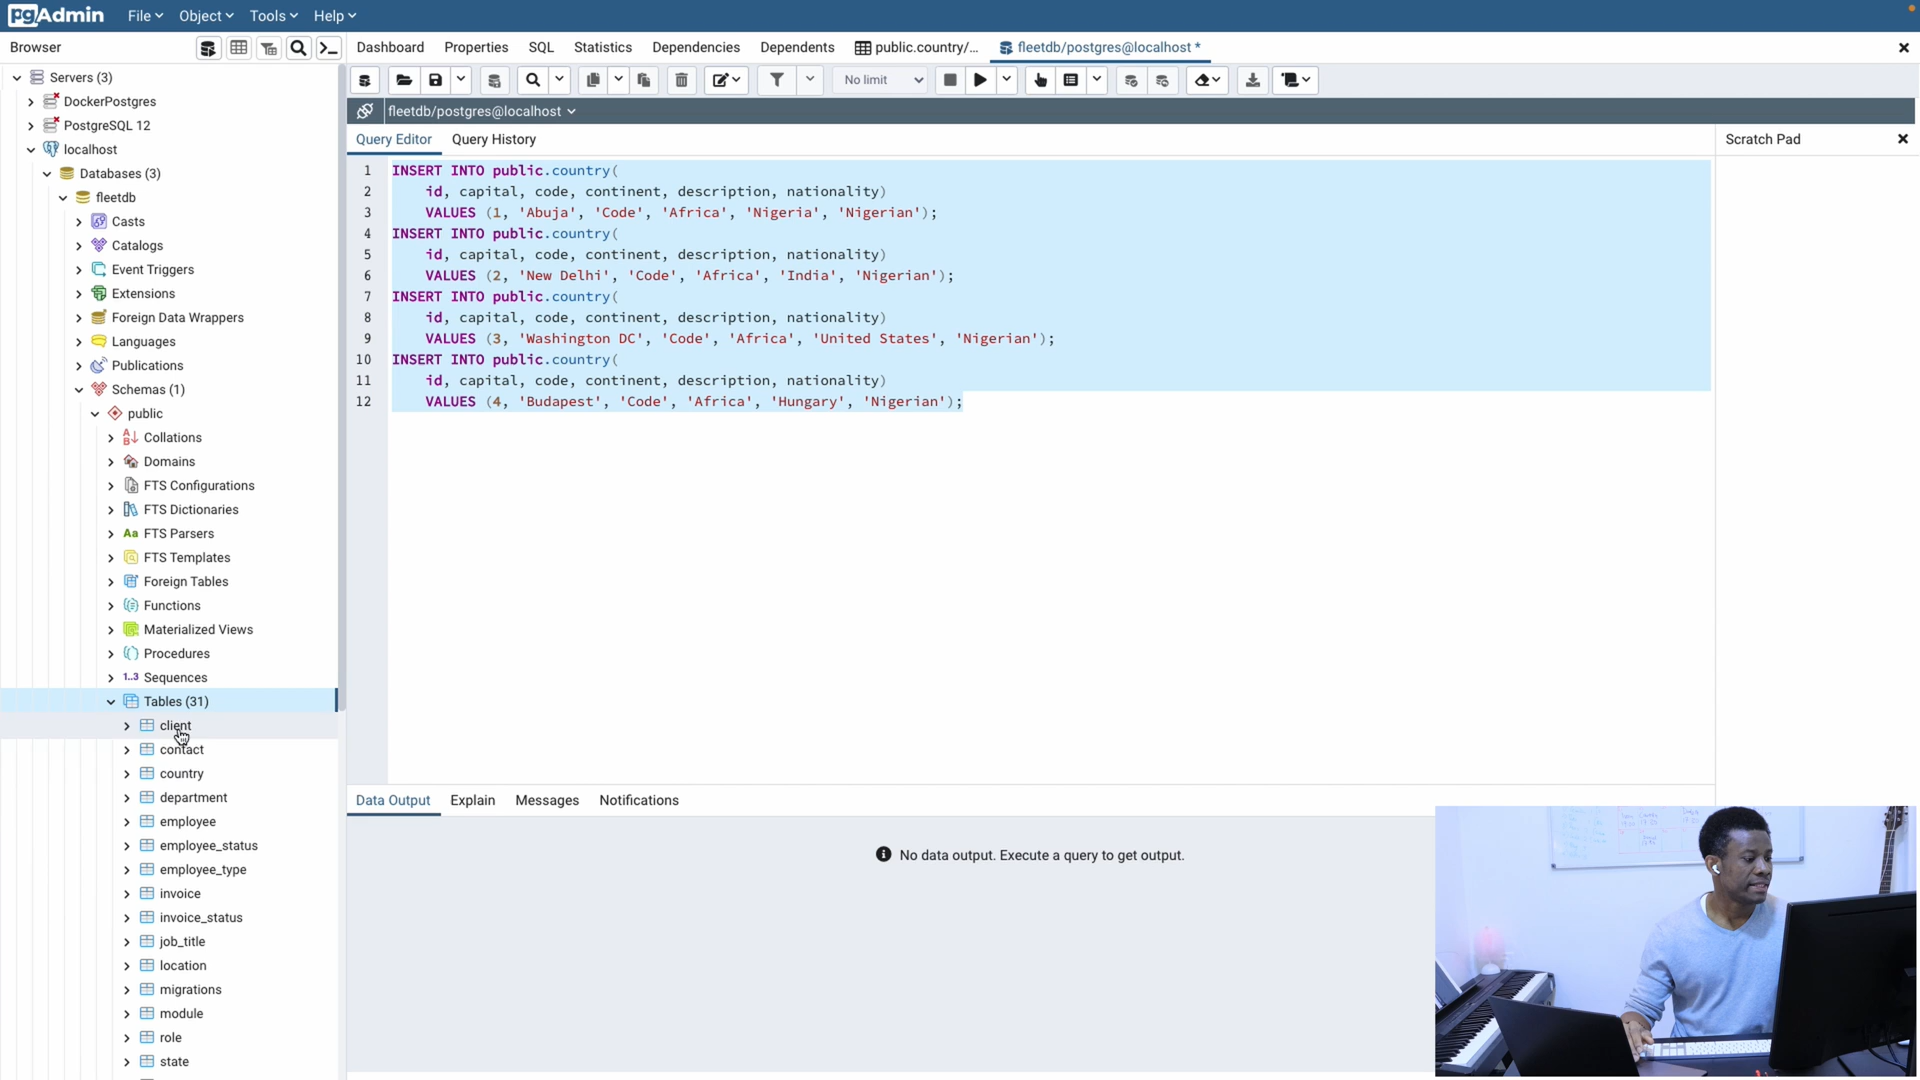 pgAdmin File Object Tools Help
Browser
Dashboard Properties SQL Statistics Dependencies Dependents public.country/... fleetdb/postgres@localhost *
Servers (3)
DockerPostgres
PostgreSQL 12
localhost
Databases (3)
fleetdb
Casts
Catalogs
Event Triggers
Extensions
Foreign Data Wrappers
Languages
Publications
Schemas (1)
public
Collations
Domains
FTS Configurations
FTS Dictionaries
Aa FTS Parsers
FTS Templates
Foreign Tables
Functions
Materialized Views
Procedures
1..3 Sequences
Tables (31)
client
contact
country
department
employee
employee_status
employee_type
invoice
invoice_status
job_title
location
migrations
module
role
state
No limit
fleetdb/postgres@localhost
Query Editor Query History
Scratch Pad
1 INSERT INTO public.country(
2 id, capital, code, continent, description, nationality)
3 VALUES (1, 'Abuja', 'Code', 'Africa', 'Nigeria', 'Nigerian');
4 INSERT INTO public.country(
5 id, capital, code, continent, description, nationality)
6 VALUES (2, 'New Delhi', 'Code', 'Africa', 'India', 'Nigerian');
7 INSERT INTO public.country(
8 id, capital, code, continent, description, nationality)
9 VALUES (3, 'Washington DC', 'Code', 'Africa', 'United States', 'Nigerian');
10 INSERT INTO public.country(
11 id, capital, code, continent, description, nationality)
12 VALUES (4, 'Budapest', 'Code', 'Africa', 'Hungary', 'Nigerian');
Data Output Explain Messages Notifications
No data output. Execute a query to get output.